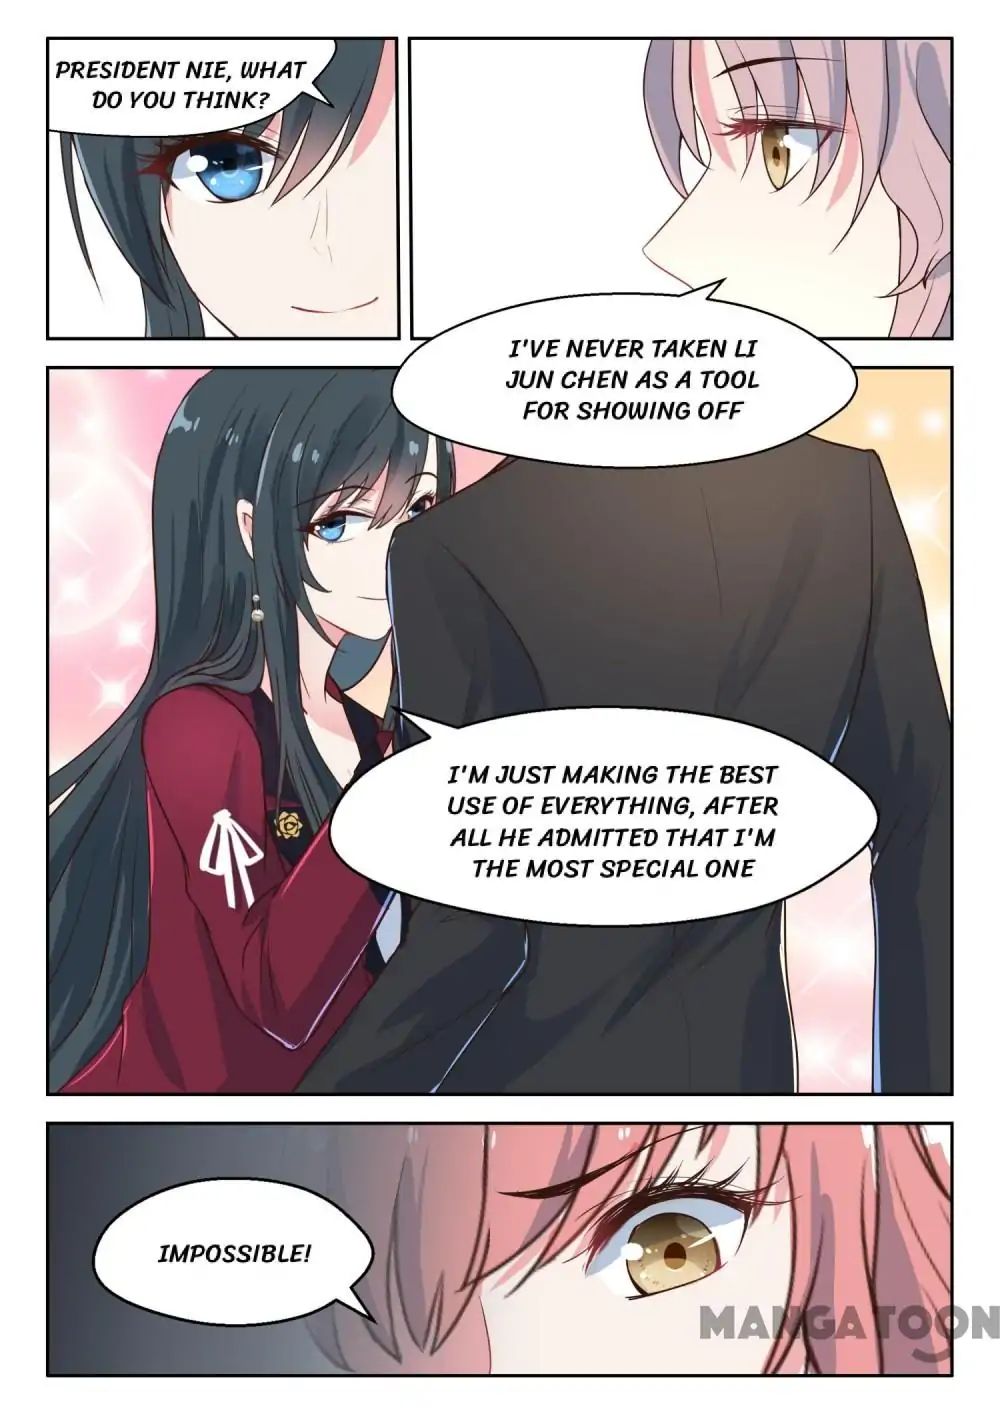 PRESIDENT NIE, WHAT
DO YOU THINK?
I'VE NEVER TAKEN LI
JUN CHEN AS A TOOL
FOR SHOWING OFF
I'M JUST MAKING THE BEST
USE OF EVERYTHING, AFTER
ALL HE ADMITTED THAT I'M
THE MOST SPECIAL ONE
IMPOSSIBLE!
MANGATOON